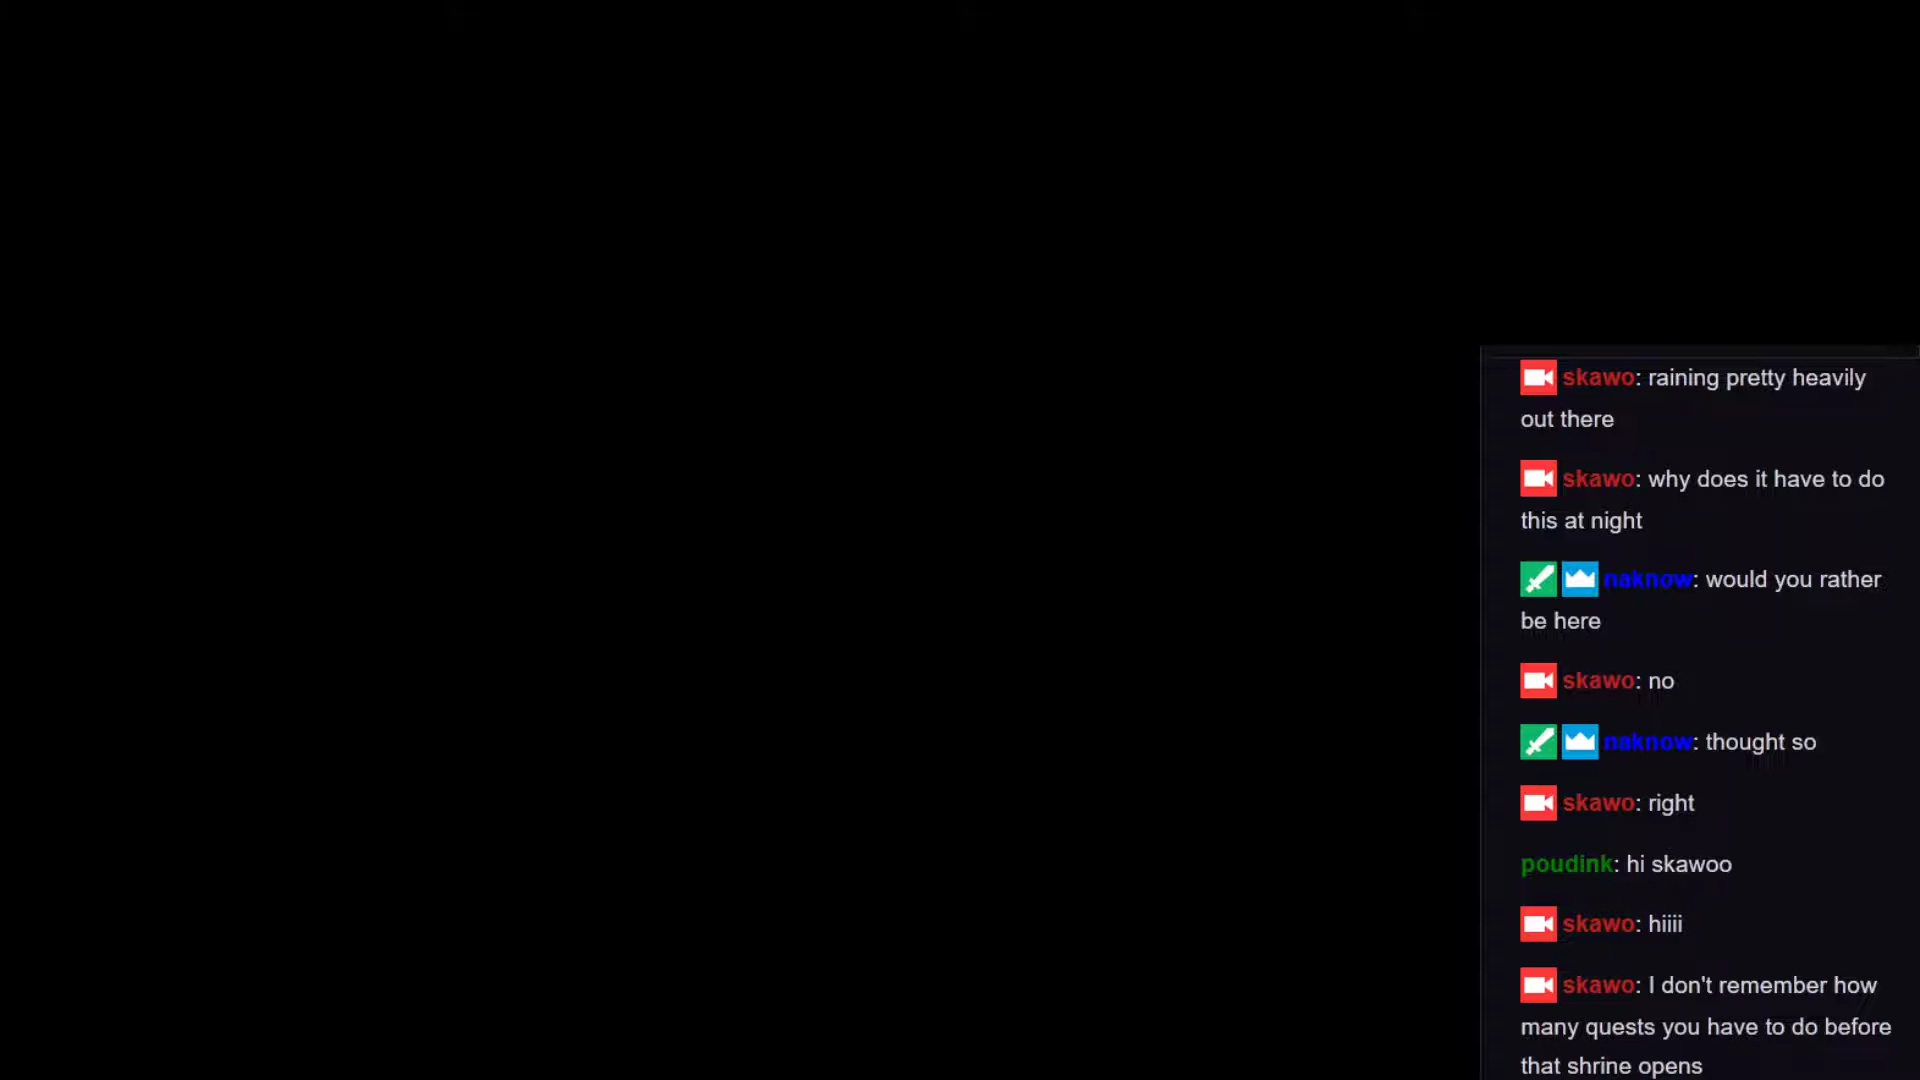 skawo: raining pretty heavily
out there
skawo: why does it have to do
this at night
naknow: would you rather
be here
skawo: no
naknow: thought so
skawo: right
poudink: hi skawoo
skawo: hiiii
skawo: I don't remember how
many quests you have to do before
that shrine opens